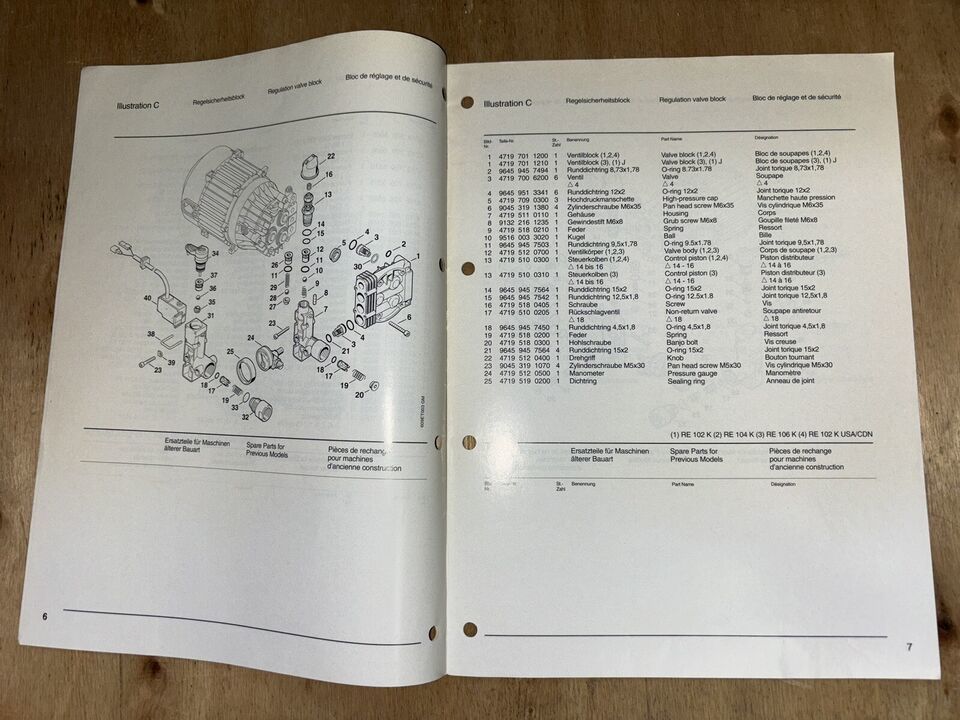 Illustration C Regelsicherheitsblock Regulation valve block Bloc de réglage et de sécurité
22
16
13
14
15
4
3
2
1
5
12
11
10
9
8
7
30
6
26
11
29
28
27
23
34
37
36
35
31
40
38
39
23
25
24
4
3
2
21
18
17
19
20
18
17
19
33
32
Ersatzteile für Maschinen Spare Parts for Pièces de rechange
älterer Bauart Previous Models pour machines
d'ancienne construction
6
Illustration C Regelsicherheitsblock Regulation valve block Bloc de réglage et de sécurité
Bild- Teile-Nr. St.- Benennung Part Name Désignation
Nr. Zahl
1 4719 701 1200 1 Ventilblock (1,2,4) Valve block (1,2,4) Bloc de soupapes (1,2,4)
1 4719 701 1210 1 Ventilblock (3), (1) J Valve block (3), (1) J Bloc de soupapes (3), (1) J
2 9645 945 7494 1 Runddichtring 8,73x1,78 O-ring 8.73x1.78 Joint torique 8,73x1,78
3 4719 700 6200 6 Ventil Valve Soupape
△ 4 △ 4 △ 4
4 9645 951 3341 6 Runddichtring 12x2 O-ring 12x2 Joint torique 12x2
5 4719 709 0300 3 Hochdruckmanschette High-pressure cap Manchette haute pression
6 9045 319 1380 4 Zylinderschraube M6x35 Pan head screw M6x35 Vis cylindrique M6x35
7 4719 511 0110 1 Gehäuse Housing Corps
8 9132 216 1235 1 Gewindestift M6x8 Grub screw M6x8 Goupille fileté M6x8
9 4719 518 0210 1 Feder Spring Ressort
10 9516 003 3020 1 Kugel Ball Bille
11 9645 945 7503 1 Runddichtring 9,5x1,78 O-ring 9.5x1.78 Joint torique 9,5x1,78
12 4719 512 0700 1 Ventilkörper (1,2,3) Valve body (1,2,3) Corps de soupape (1,2,3)
13 4719 510 0300 1 Steuerkolben (1,2,4) Control piston (1,2,4) Piston distributeur
△ 14 bis 16 △ 14 - 16 △ 14 à 16
13 4719 510 0310 1 Steuerkolben (3) Control piston (3) Piston distributeur (3)
△ 14 bis 16 △ 14 - 16 △ 14 à 16
14 9645 945 7564 1 Runddichtring 15x2 O-ring 15x2 Joint torique 15x2
15 9645 945 7542 1 Runddichtring 12,5x1,8 O-ring 12.5x1.8 Joint torique 12,5x1,8
16 4719 518 0405 1 Schraube Screw Vis
17 4719 510 0205 1 Rückschlagventil Non-return valve Soupape antiretour
△ 18 △ 18 △ 18
18 9645 945 7450 1 Runddichtring 4,5x1,8 O-ring 4,5x1,8 Joint torique 4,5x1,8
19 4719 518 0200 1 Feder Spring Ressort
20 4719 518 0300 1 Hohlschraube Banjo bolt Vis creuse
21 9645 945 7564 4 Runddichtring 15x2 O-ring 15x2 Joint torique 15x2
22 4719 512 0400 1 Drehgriff Knob Bouton tournant
23 9045 319 1070 4 Zylinderschraube M5x30 Pan head screw M5x30 Vis cylindrique M5x30
24 4719 512 0500 1 Manometer Pressure gauge Manomètre
25 4719 519 0200 1 Dichtring Sealing ring Anneau de joint
(1) RE 102 K (2) RE 104 K (3) RE 106 K (4) RE 102 K USA/CDN
Ersatzteile für Maschinen Spare Parts for Pièces de rechange
älterer Bauart Previous Models pour machines
d'ancienne construction
Bild- St.- Benennung Part Name Désignation
Nr. Zahl
7